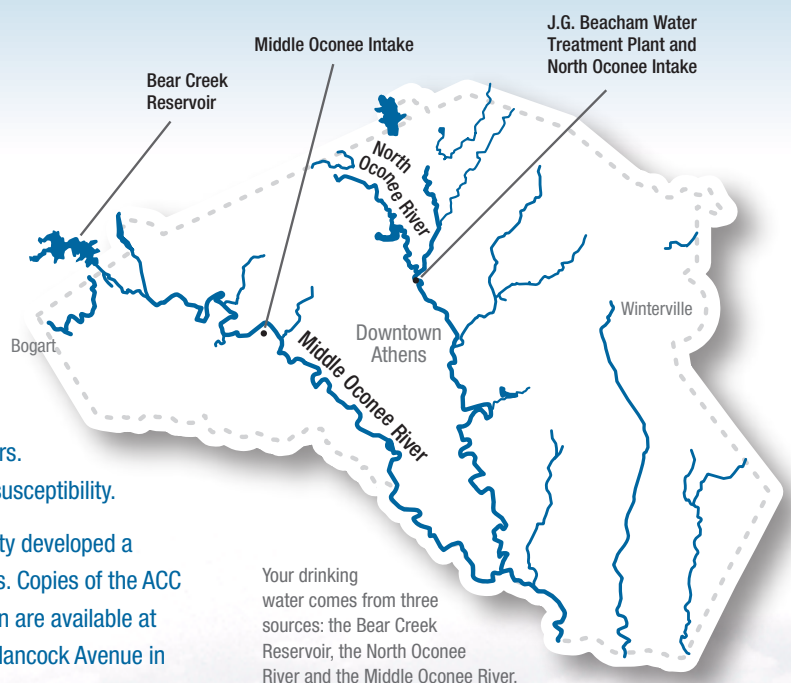 J.G. Beacham Water
Treatment Plant and
North Oconee Intake
Middle Oconee Intake
Bear Creek
Reservoir
North
Oconee River
Winterville
Downtown
Athens
Bogart
Middle Oconee River
susceptibility.
ty developed a
Copies of the ACC
are available at
Hancock Avenue in
Your drinking
water comes from three
sources: the Bear Creek
Reservoir, the North Oconee
River and the Middle Oconee River.